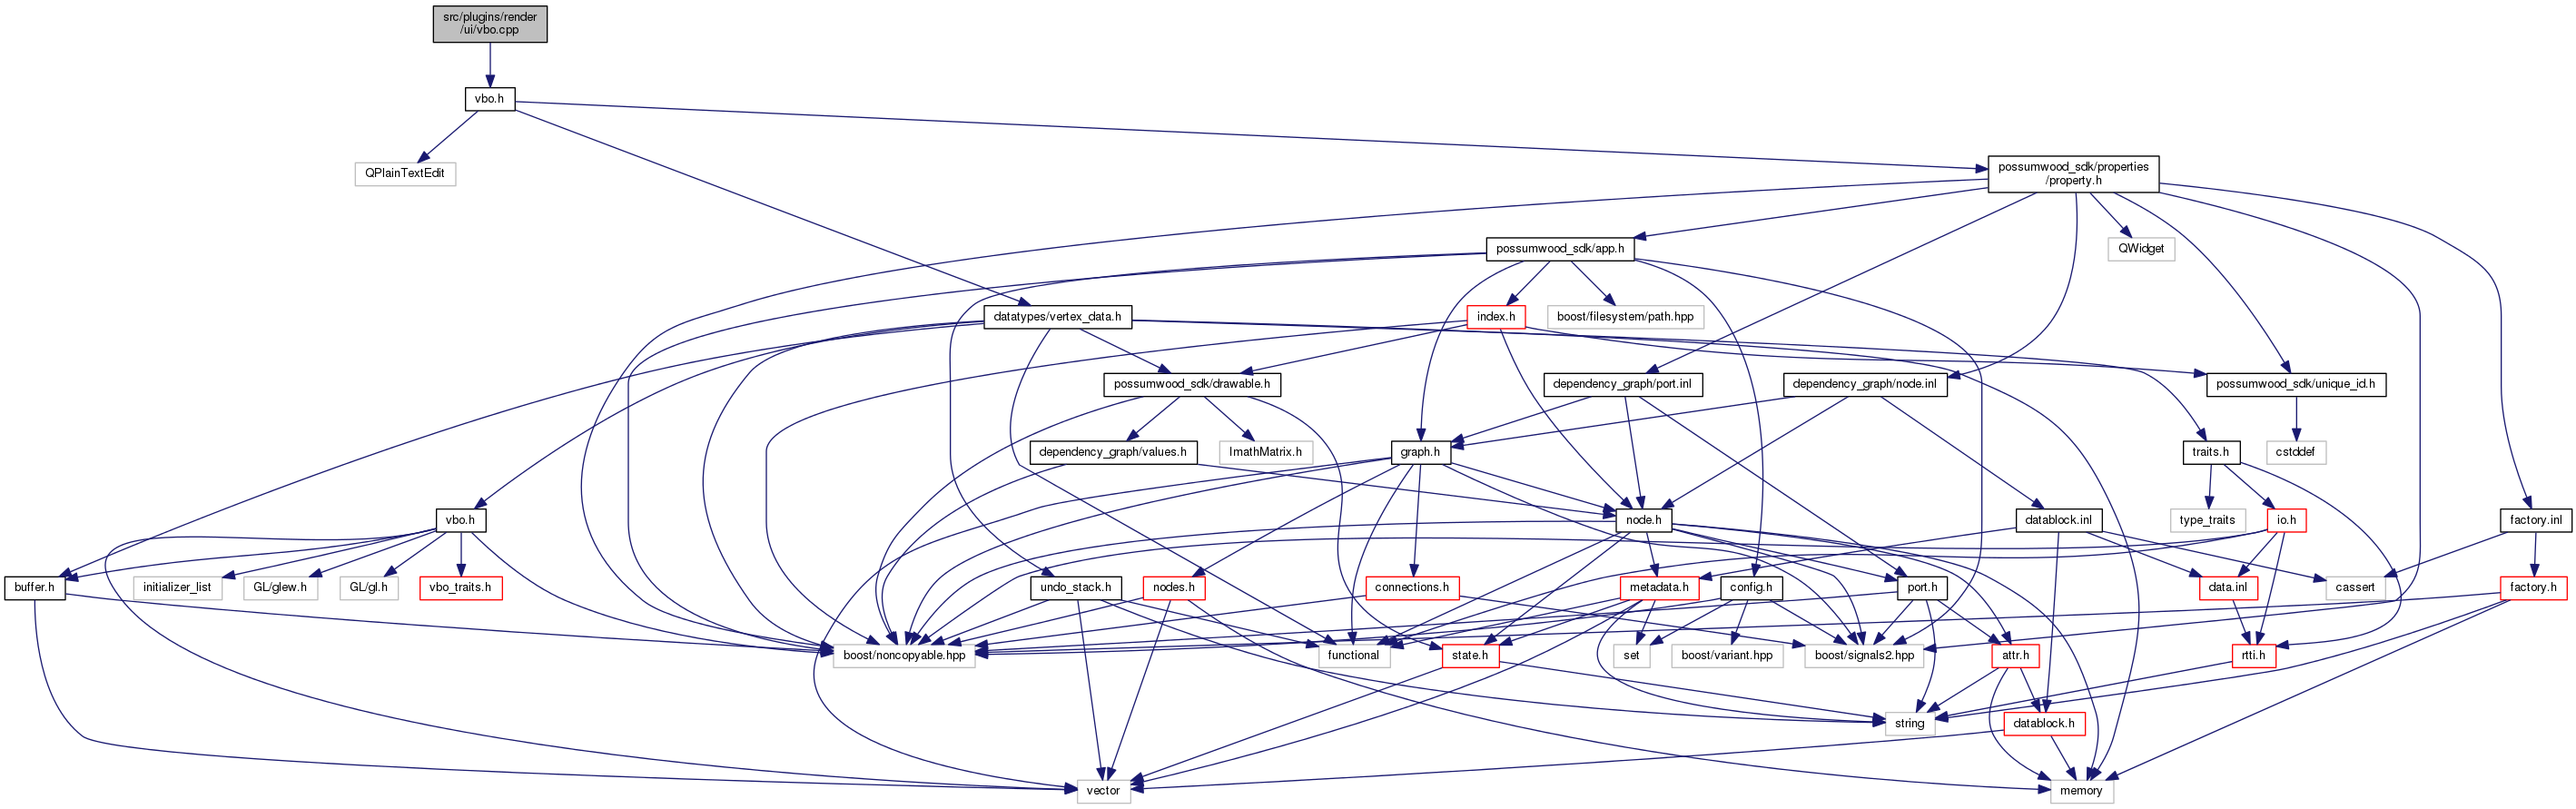 src/plugins/render
/ui/vbo.cpp
vbo.h
QPlainTextEdit
possumwood_sdk/properties
/property.h
possumwood_sdk/app.h
QWidget
datatypes/vertex_data.h
index.h
boost/filesystem/path.hpp
possumwood_sdk/drawable.h
dependency_graph/port.inl
dependency_graph/node.inl
possumwood_sdk/unique_id.h
dependency_graph/values.h
ImathMatrix.h
graph.h
traits.h
cstddef
vbo.h
node.h
datablock.inl
type_traits
io.h
factory.inl
buffer.h
initializer_list
GL/glew.h
GL/gl.h
vbo_traits.h
undo_stack.h
nodes.h
connections.h
metadata.h
config.h
port.h
data.inl
cassert
factory.h
boost/noncopyable.hpp
functional
state.h
set
boost/variant.hpp
boost/signals2.hpp
attr.h
rtti.h
string
datablock.h
vector
memory